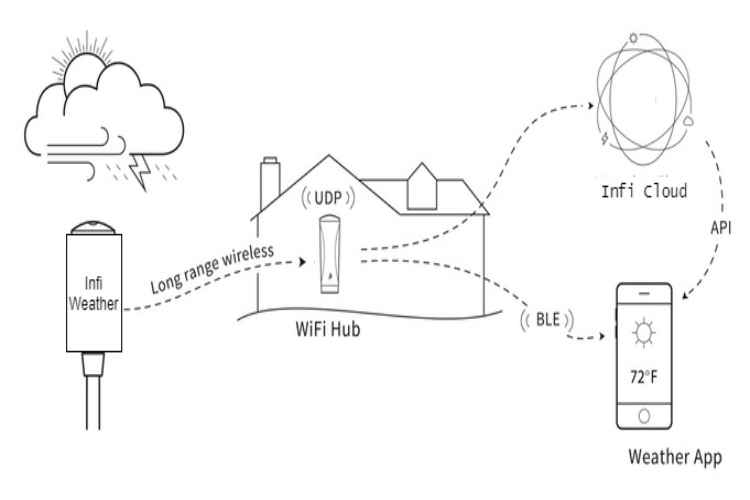 ((UDP))
Infi Cloud
API
Long range wireless
Infi
Weather
WiFi Hub
((BLE))
72°F
Weather App